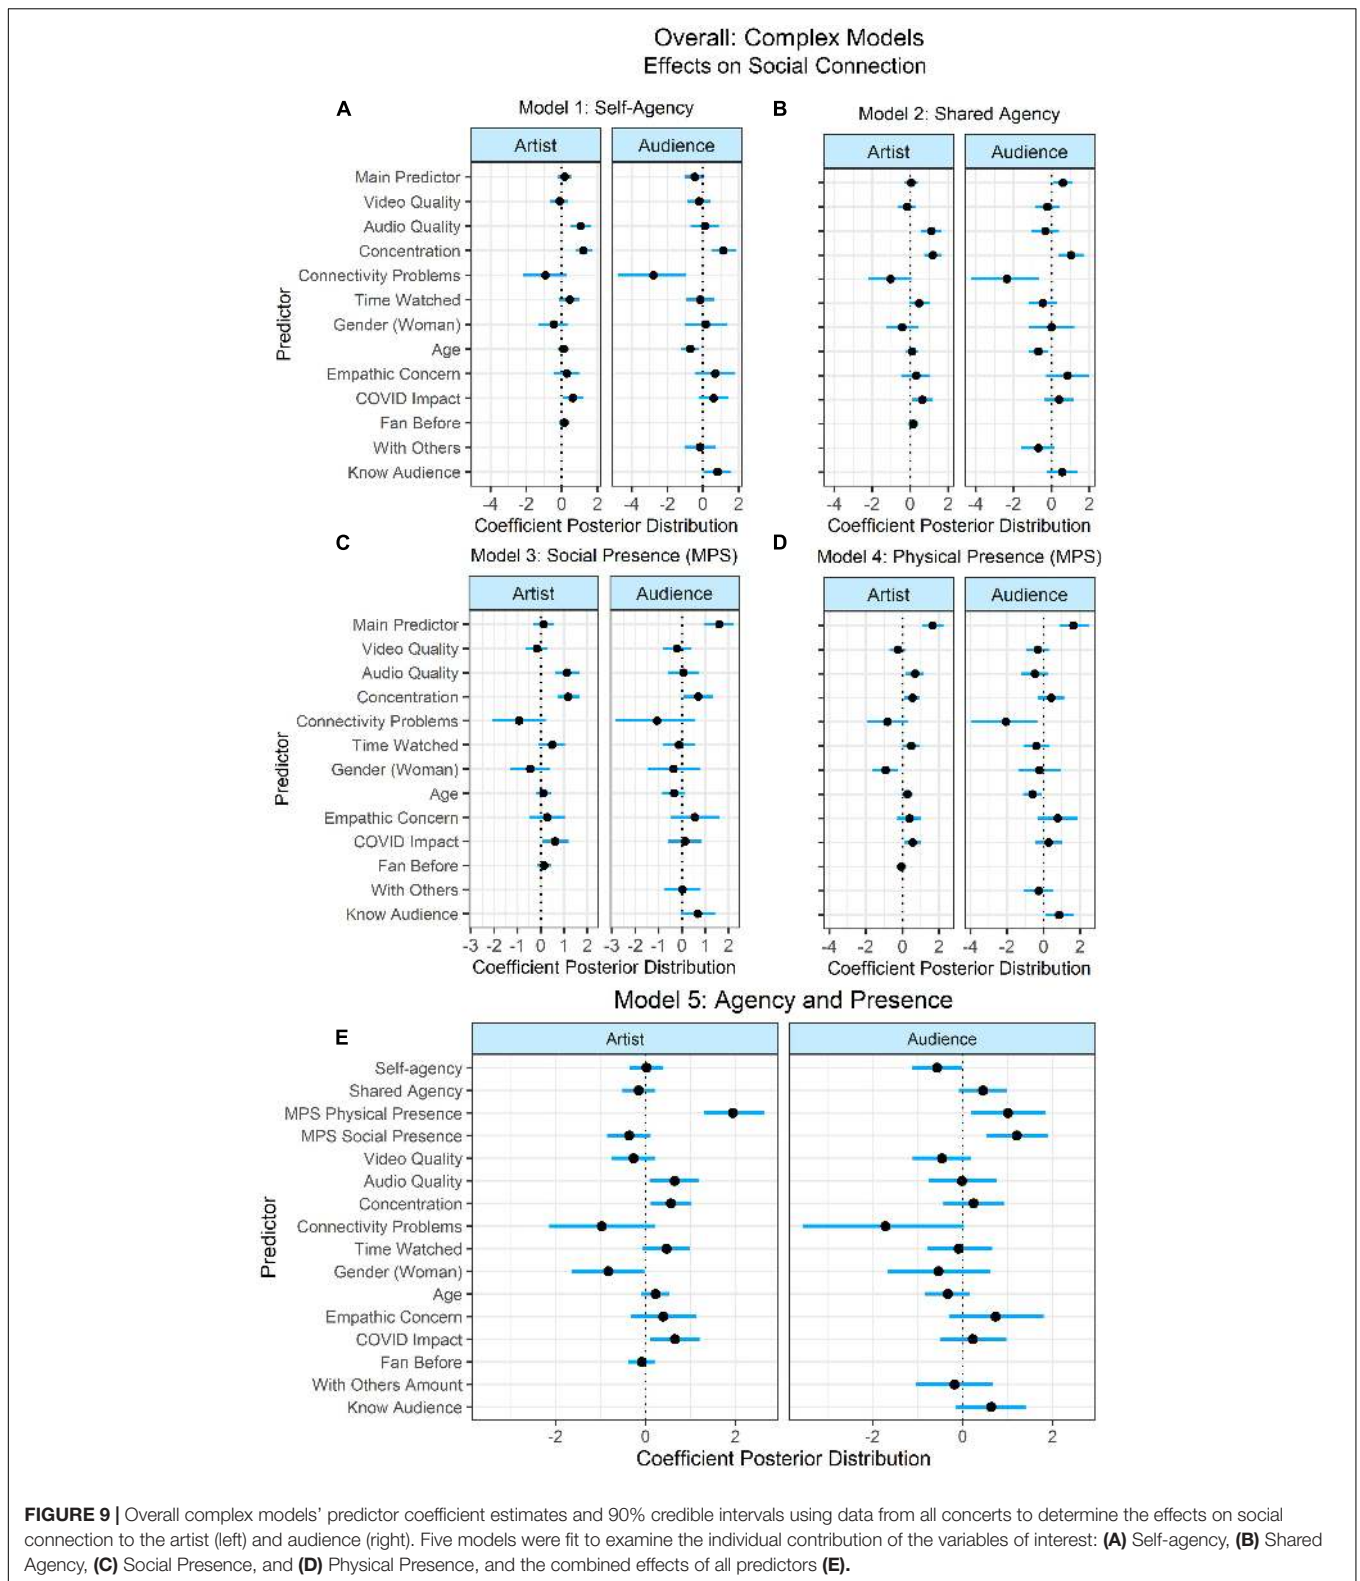 Overall: Complex Models
Effects on Social Connection
A
Model 1: Self-Agency
Artist
Audience
Main Predictor
Video Quality
Audio Quality
Concentration
Connectivity Problems
Time Watched
Gender (Woman)
Age
Empathic Concern
COVID Impact
Fan Before
With Others
Know Audience
Predictor
-4 -2 0 2 -4 -2 0 2
Coefficient Posterior Distribution
B
Model 2: Shared Agency
Artist
Audience
-4 -2 0 2 -4 -2 0 2
Coefficient Posterior Distribution
C
Model 3: Social Presence (MPS)
Artist
Audience
Main Predictor
Video Quality
Audio Quality
Concentration
Connectivity Problems
Time Watched
Gender (Woman)
Age
Empathic Concern
COVID Impact
Fan Before
With Others
Know Audience
Predictor
-3 -2 -1 0 1 2 -3 -2 -1 0 1 2
Coefficient Posterior Distribution
D
Model 4: Physical Presence (MPS)
Artist
Audience
-4 -2 0 2 -4 -2 0 2
Coefficient Posterior Distribution
Model 5: Agency and Presence
E
Artist
Audience
Self-agency
Shared Agency
MPS Physical Presence
MPS Social Presence
Video Quality
Audio Quality
Concentration
Connectivity Problems
Time Watched
Gender (Woman)
Age
Empathic Concern
COVID Impact
Fan Before
With Others Amount
Know Audience
Predictor
-2 0 2 -2 0 2
Coefficient Posterior Distribution
FIGURE 9 | Overall complex models' predictor coefficient estimates and 90% credible intervals using data from all concerts to determine the effects on social
connection to the artist (left) and audience (right). Five models were fit to examine the individual contribution of the variables of interest: (A) Self-agency, (B) Shared
Agency, (C) Social Presence, and (D) Physical Presence, and the combined effects of all predictors (E).